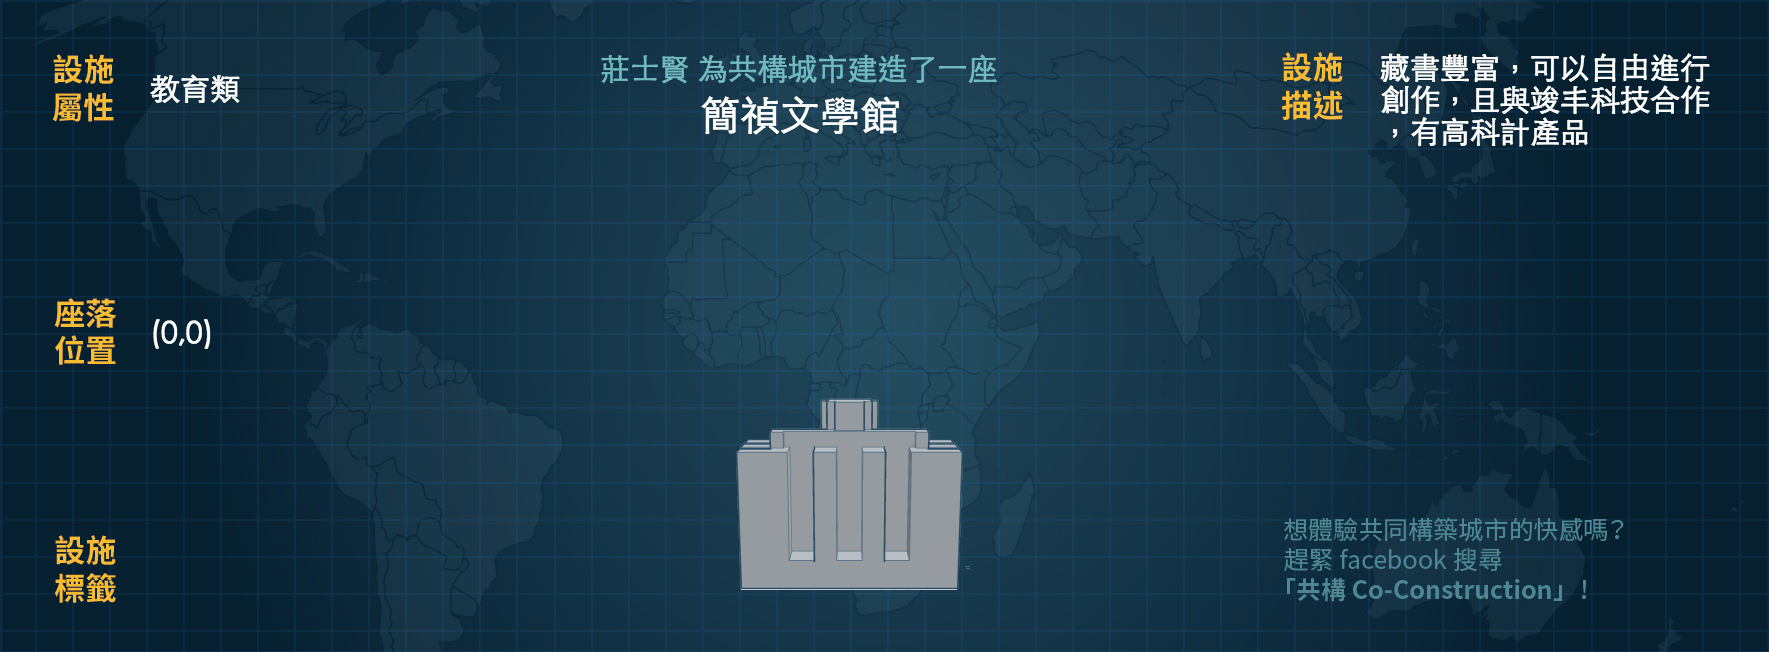 設施
屬性
教育類
莊士賢 為共構城市建造了一座
簡禎文學館
設施
描述
藏書豐富，可以自由進行
創作，且與竣丰科技合作
，有高科計產品
座落
位置
(0,0)
設施
標籤
想體驗共同構築城市的快感嗎？
趕緊 facebook 搜尋
「共構 Co-Construction」！